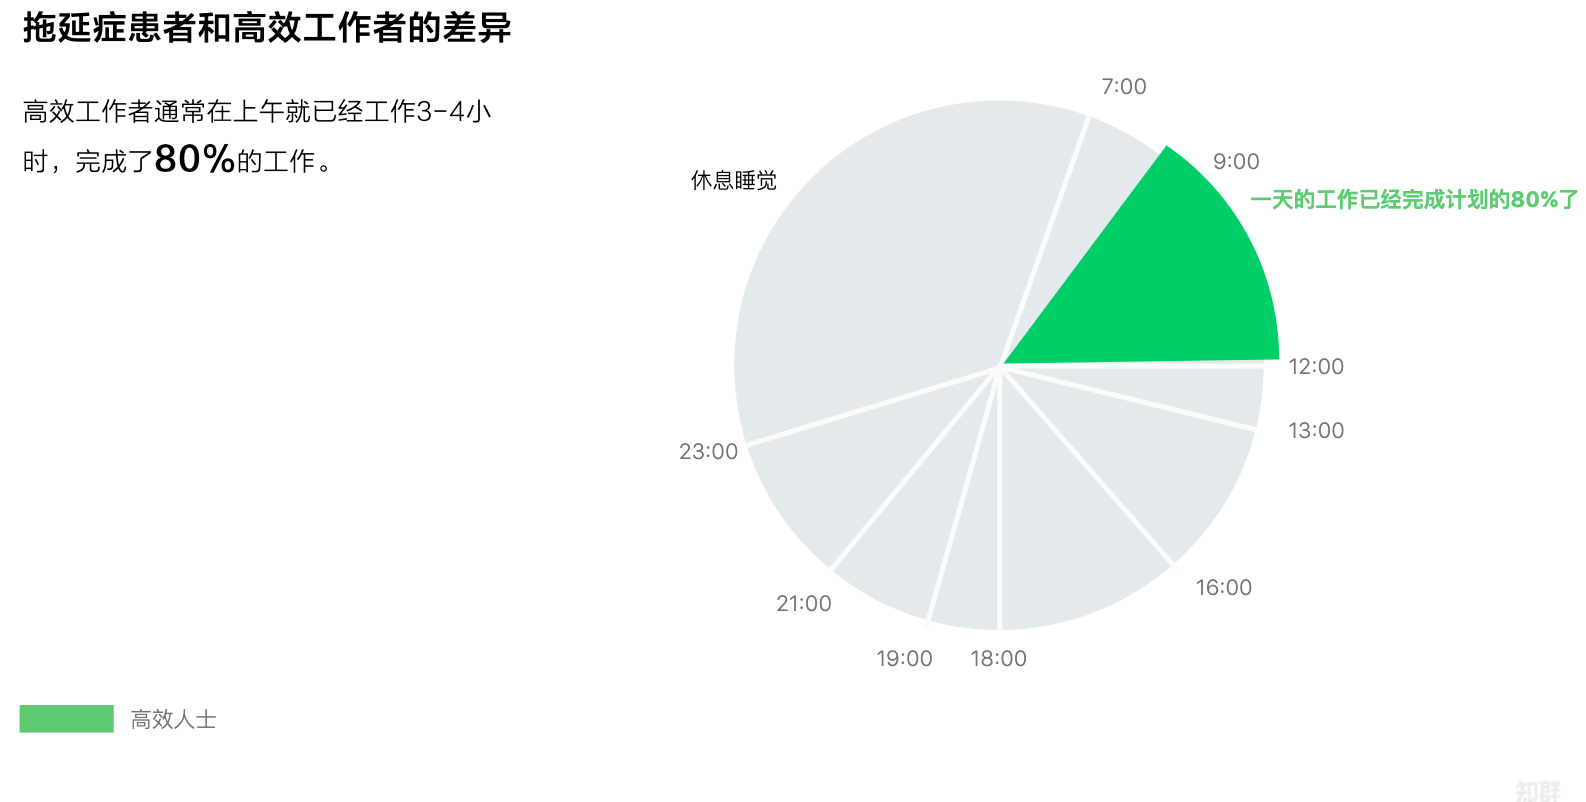 拖延症患者和高效工作者的差异
高效工作者通常在上午就已经工作3-4小
时，完成了80%的工作。
7:00
9:00
休息睡觉
一天的工作已经完成计划的80%了
12:00
13:00
23:00
16:00
21:00
19:00
18:00
高效人士
知群